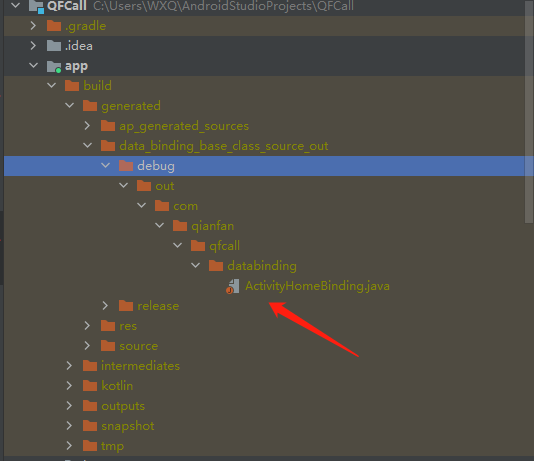 QFCall C:\Users\WXQ\AndroidStudioProjects\QFCall
.gradle
.idea
app
build
generated
ap_generated_sources
data_binding_base_class_source_out
debug
out
com
qianfan
qfcall
databinding
ActivityHomeBinding.java
release
res
source
intermediates
kotlin
outputs
snapshot
tmp